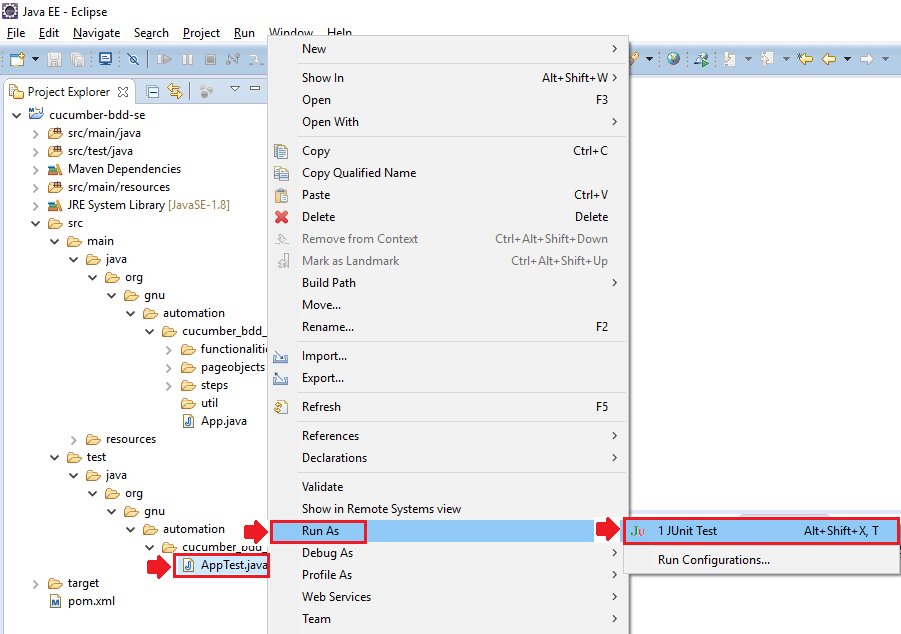 Java EE - Eclipse
File Edit Navigate Search Project Run Window Help
Project Explorer
cucumber-bdd-se
src/main/java
src/test/java
Maven Dependencies
src/main/resources
JRE System Library [JavaSE-1.8]
src
main
java
org
gnu
automation
cucumber_bdd_
functionalitie
pageobjects
steps
util
App.java
resources
test
java
org
gnu
automation
cucumber_bdd_
AppTest.java
target
pom.xml
New
Show In Alt+Shift+W
Open F3
Open With
Copy Ctrl+C
Copy Qualified Name
Paste Ctrl+V
Delete Delete
Remove from Context Ctrl+Alt+Shift+Down
Mark as Landmark Ctrl+Alt+Shift+Up
Build Path
Move...
Rename... F2
Import...
Export...
Refresh F5
References
Declarations
Validate
Show in Remote Systems view
Run As
Debug As
Profile As
Web Services
Team
1 JUnit Test Alt+Shift+X, T
Run Configurations...